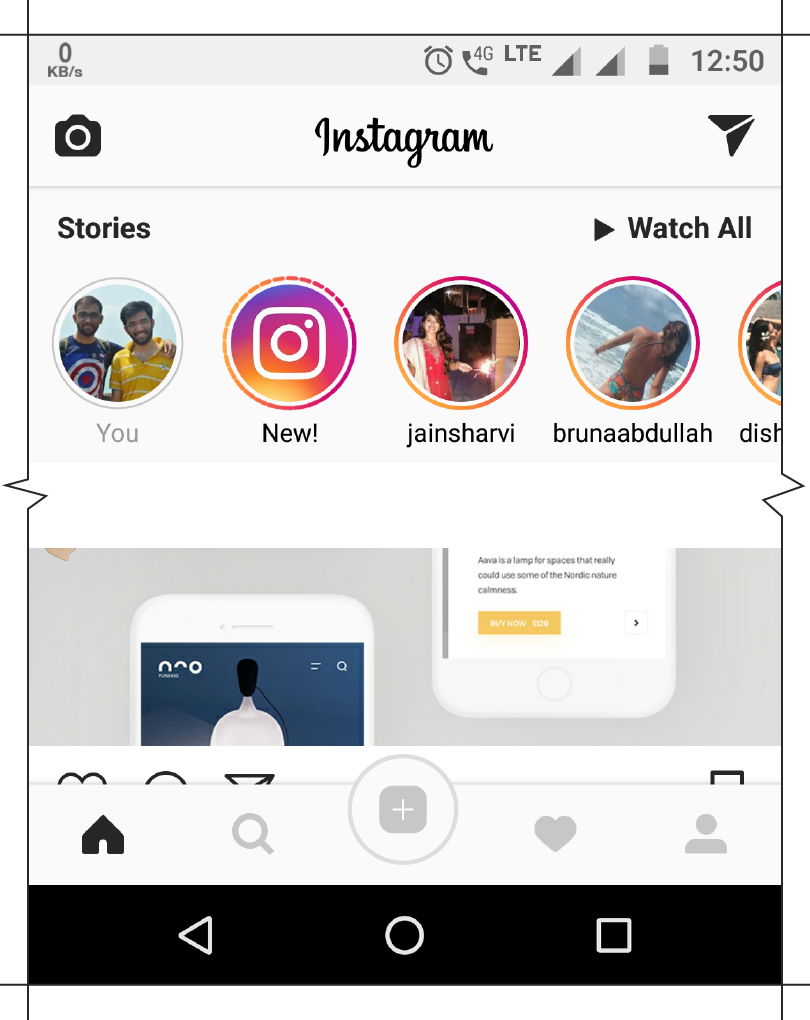 0
KB/s
4G LTE 12:50
Instagram
Stories
Watch All
You
New!
jainsharvi
brunaabdullah
dish
Aava is a lamp for spaces that really
could use some of the Nordic nature
calmness.
BUY NOW $129